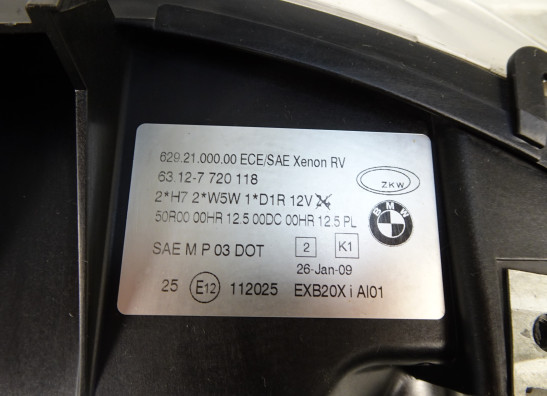 629.21.000.00 ECE/SAE Xenon RV
63.12-7 720 118
ZKW
2*H7 2*W5W 1*D1R 12V
BMW
50R00 00HR 12.5 00DC 00HR 12.5 PL
SAE M P 03 DOT 2 K1
26-Jan-09
25 E12 112025 EXB20X i AI01